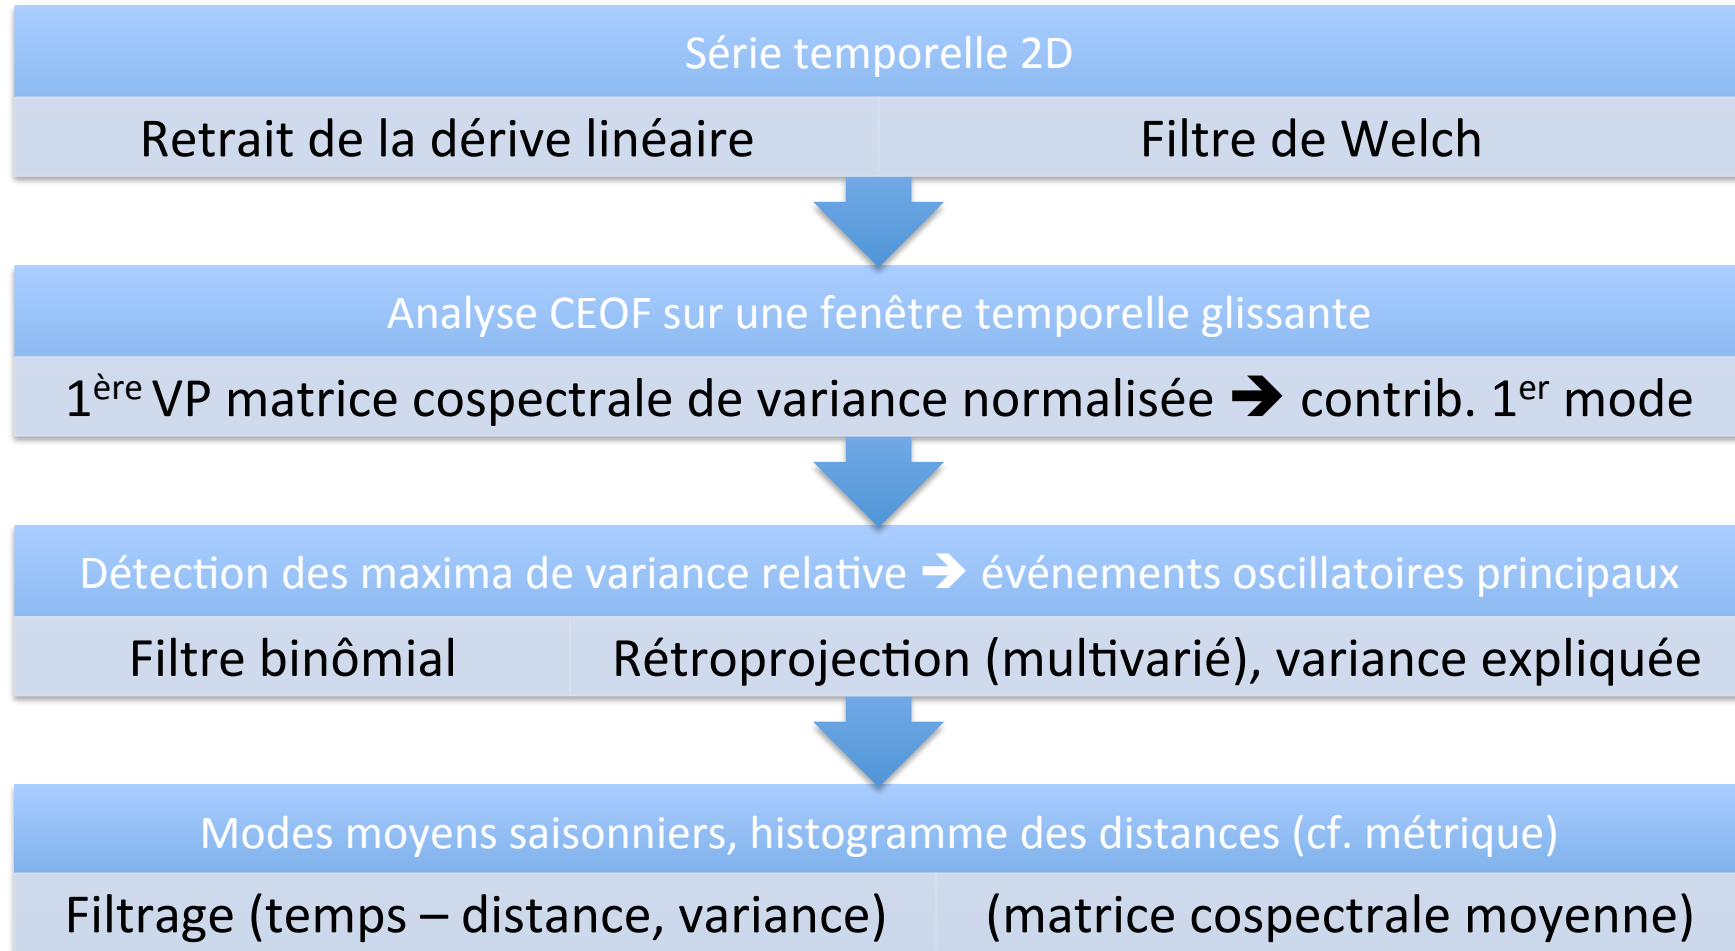 Série temporelle 2D
Retrait de la dérive linéaire
Filtre de Welch
Analyse CEOF sur une fenêtre temporelle glissante
1ère VP matrice cospectrale de variance normalisée ➔ contrib. 1er mode
Détection des maxima de variance relative ➔ événements oscillatoires principaux
Filtre binômial
Rétroprojection (multivarié), variance expliquée
Modes moyens saisonniers, histogramme des distances (cf. métrique)
Filtrage (temps – distance, variance)
(matrice cospectrale moyenne)